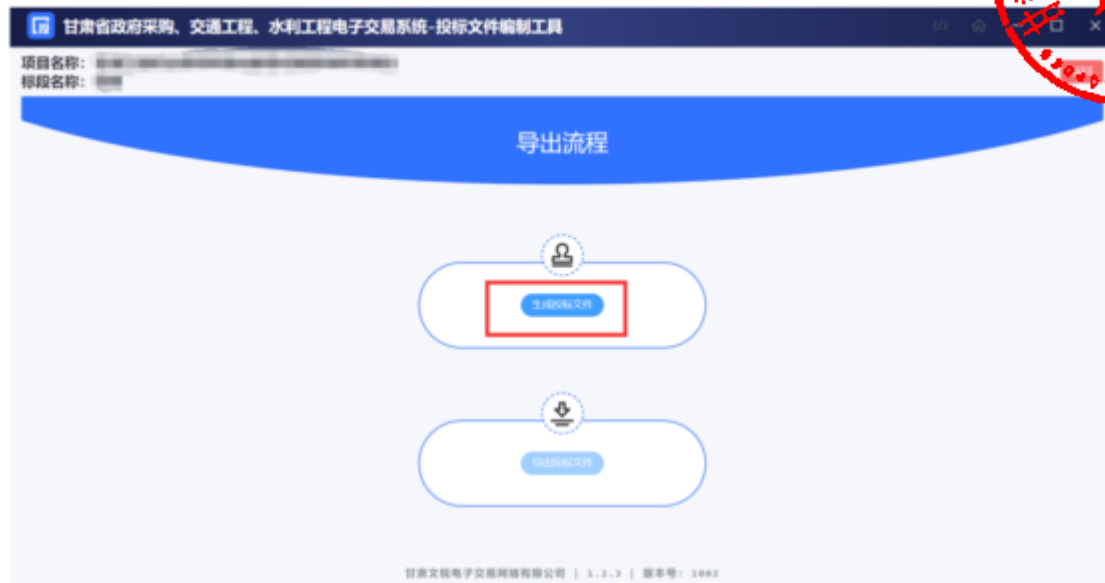 甘肃省政府采购、交通工程、水利工程电子交易系统-投标文件编制工具
项目名称:
标段名称:
导出流程
生成投标文件
导出投标文件
甘肃文锐电子交易网络有限公司 | 1.2.3 | 版本号: 1002